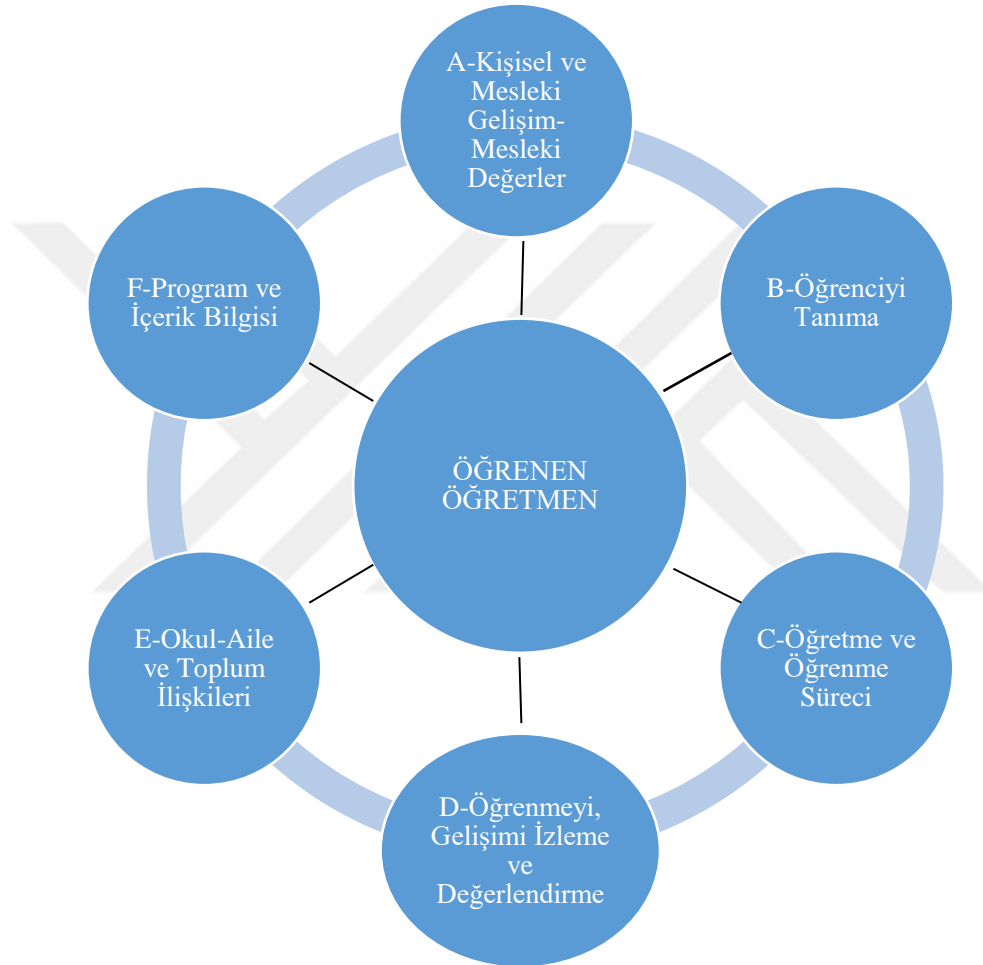 A-Kişisel ve
Mesleki
Gelişim-
Mesleki
Değerler
B-Öğrenciyi
Tanıma
C-Öğretme ve
Öğrenme
Süreci
D-Öğrenmeyi,
Gelişimi İzleme
ve
Değerlendirme
E-Okul-Aile
ve Toplum
İlişkileri
F-Program ve
İçerik Bilgisi
ÖĞRENEN
ÖĞRETMEN